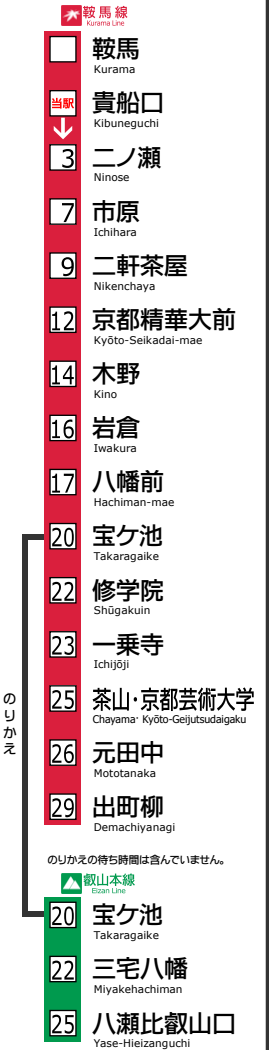 鞍馬線
Kurama Line
鞍馬
Kurama
当駅
貴船口
Kibuneguchi
3 二ノ瀬
Ninose
7 市原
Ichihara
9 二軒茶屋
Nikenchaya
12 京都精華大前
Kyōto-Seikadai-mae
14 木野
Kino
16 岩倉
Iwakura
17 八幡前
Hachiman-mae
20 宝ケ池
Takaragaike
22 修学院
Shūgakuin
23 一乗寺
Ichijōji
25 茶山・京都芸術大学
Chayama・Kyōto-Geijutsudaigaku
26 元田中
Mototanaka
29 出町柳
Demachiyanagi
のりかえ
のりかえの待ち時間は含んでいません。
叡山本線
Eizan Line
20 宝ケ池
Takaragaike
22 三宅八幡
Miyakehachiman
25 八瀬比叡山口
Yase-Hieizanguchi